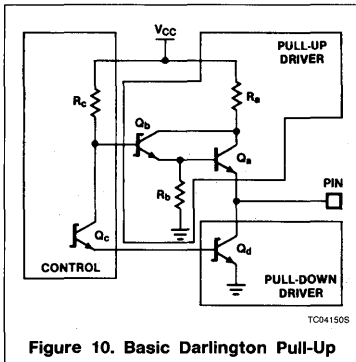 VCC
PULL-UP
DRIVER
Rc
Ra
Qb
Qa
Rb
PIN
Qc
Qd
CONTROL
PULL-DOWN
DRIVER
TC04150S
Figure 10. Basic Darlington Pull-Up